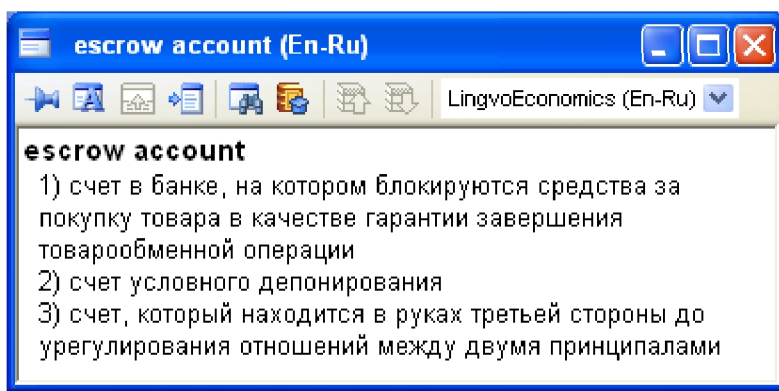 escrow account (En-Ru)
LingvoEconomics (En-Ru)
escrow account
1) счет в банке, на котором блокируются средства за
покупку товара в качестве гарантии завершения
товарообменной операции
2) счет условного депонирования
3) счет, который находится в руках третьей стороны до
урегулирования отношений между двумя принципалами